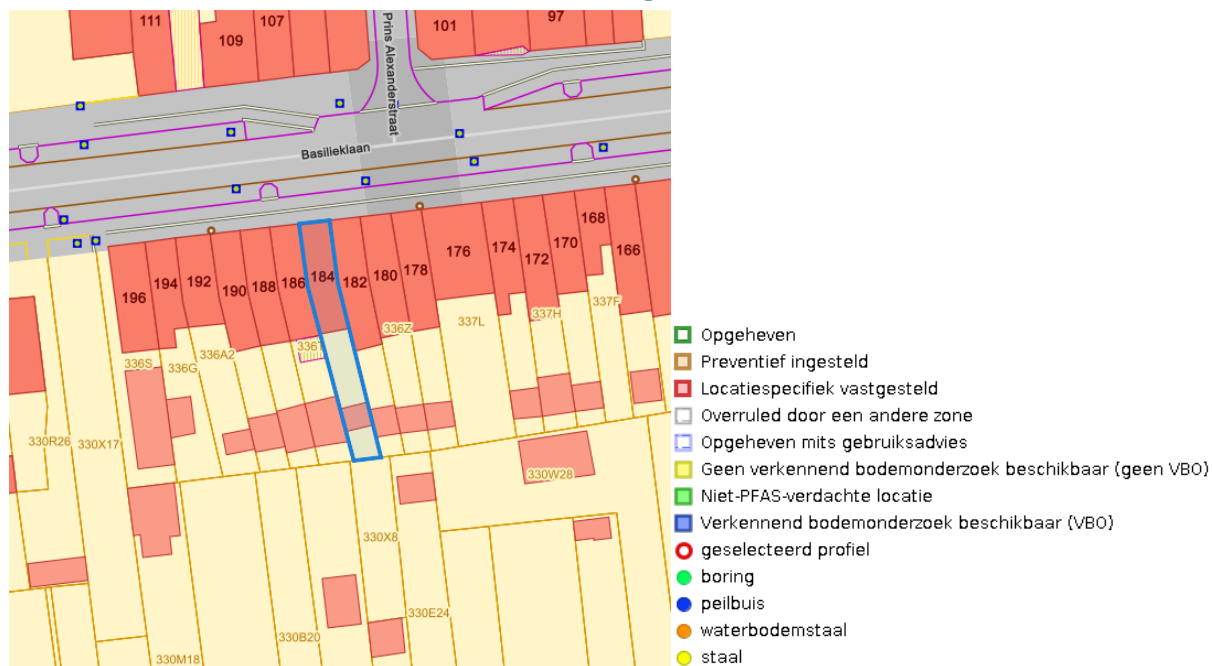 111
107
109
Prins Alexanderstraat
101
97
Basilieklaan
196
194
192
190
188
186
184
182
180
178
176
174
172
170
168
166
336S
336G
336A2
336Z
337L
337H
337F
330R26
330X17
330W28
330X8
330E24
330B20
330M18
Opgeheven
Preventief ingesteld
Locatiespecifiek vastgesteld
Overruled door een andere zone
Opgeheven mits gebruiksadvies
Geen verkennend bodemonderzoek beschikbaar (geen VBO)
Niet-PFAS-verdachte locatie
Verkennend bodemonderzoek beschikbaar (VBO)
geselecteerd profiel
boring
peilbuis
waterbodemstaal
staal